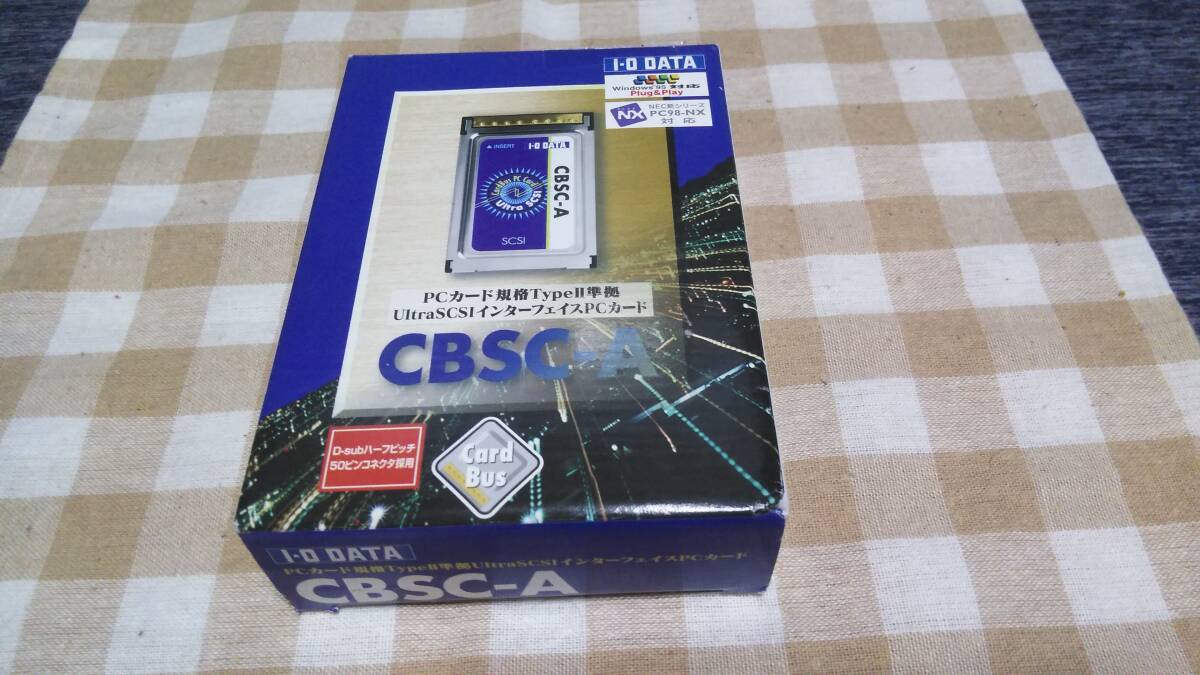 I-O DATA
Windows 95 対応
Plug&Play
NX
NEC新シリーズ
PC98-NX
対応
▲ INSERT
I-O DATA
CardBus PC Card
Ultra SCSI
CBSC-A
SCSI
PCカード規格TypeII準拠
UltraSCSIインターフェイスPCカード
CBSC-A
D-subハーフピッチ
50ピンコネクタ採用
Card
Bus
I-O DATA
PCカード規格TypeII準拠UltraSCSIインターフェイスPCカード
CBSC-A